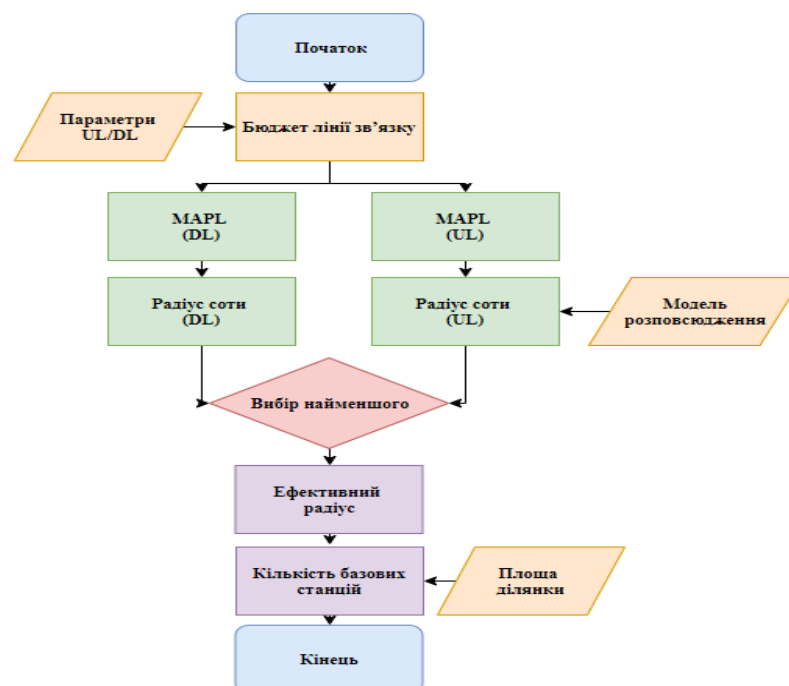 Початок
Параметри
UL/DL
Бюджет лінії зв’язку
MAPL
(DL)
MAPL
(UL)
Радіус соти
(DL)
Радіус соти
(UL)
Модель
розповсюдження
Вибір найменшого
Ефективний
радіус
Кількість базових
станцій
Площа
ділянки
Кінець